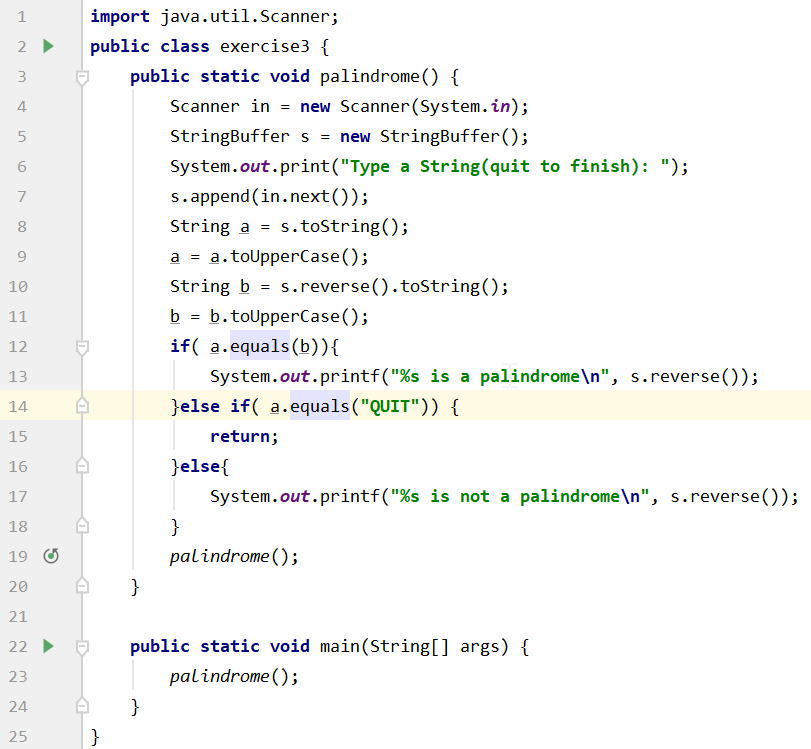 1 import java.util.Scanner;
2 public class exercise3 {
3     public static void palindrome() {
4         Scanner in = new Scanner(System.in);
5         StringBuffer s = new StringBuffer();
6         System.out.print("Type a String(quit to finish): ");
7         s.append(in.next());
8         String a = s.toString();
9         a = a.toUpperCase();
10         String b = s.reverse().toString();
11         b = b.toUpperCase();
12         if( a.equals(b)){
13             System.out.printf("%s is a palindrome\n", s.reverse());
14         }else if( a.equals("QUIT")) {
15             return;
16         }else{
17             System.out.printf("%s is not a palindrome\n", s.reverse());
18         }
19         palindrome();
20     }
21
22     public static void main(String[] args) {
23         palindrome();
24     }
25 }